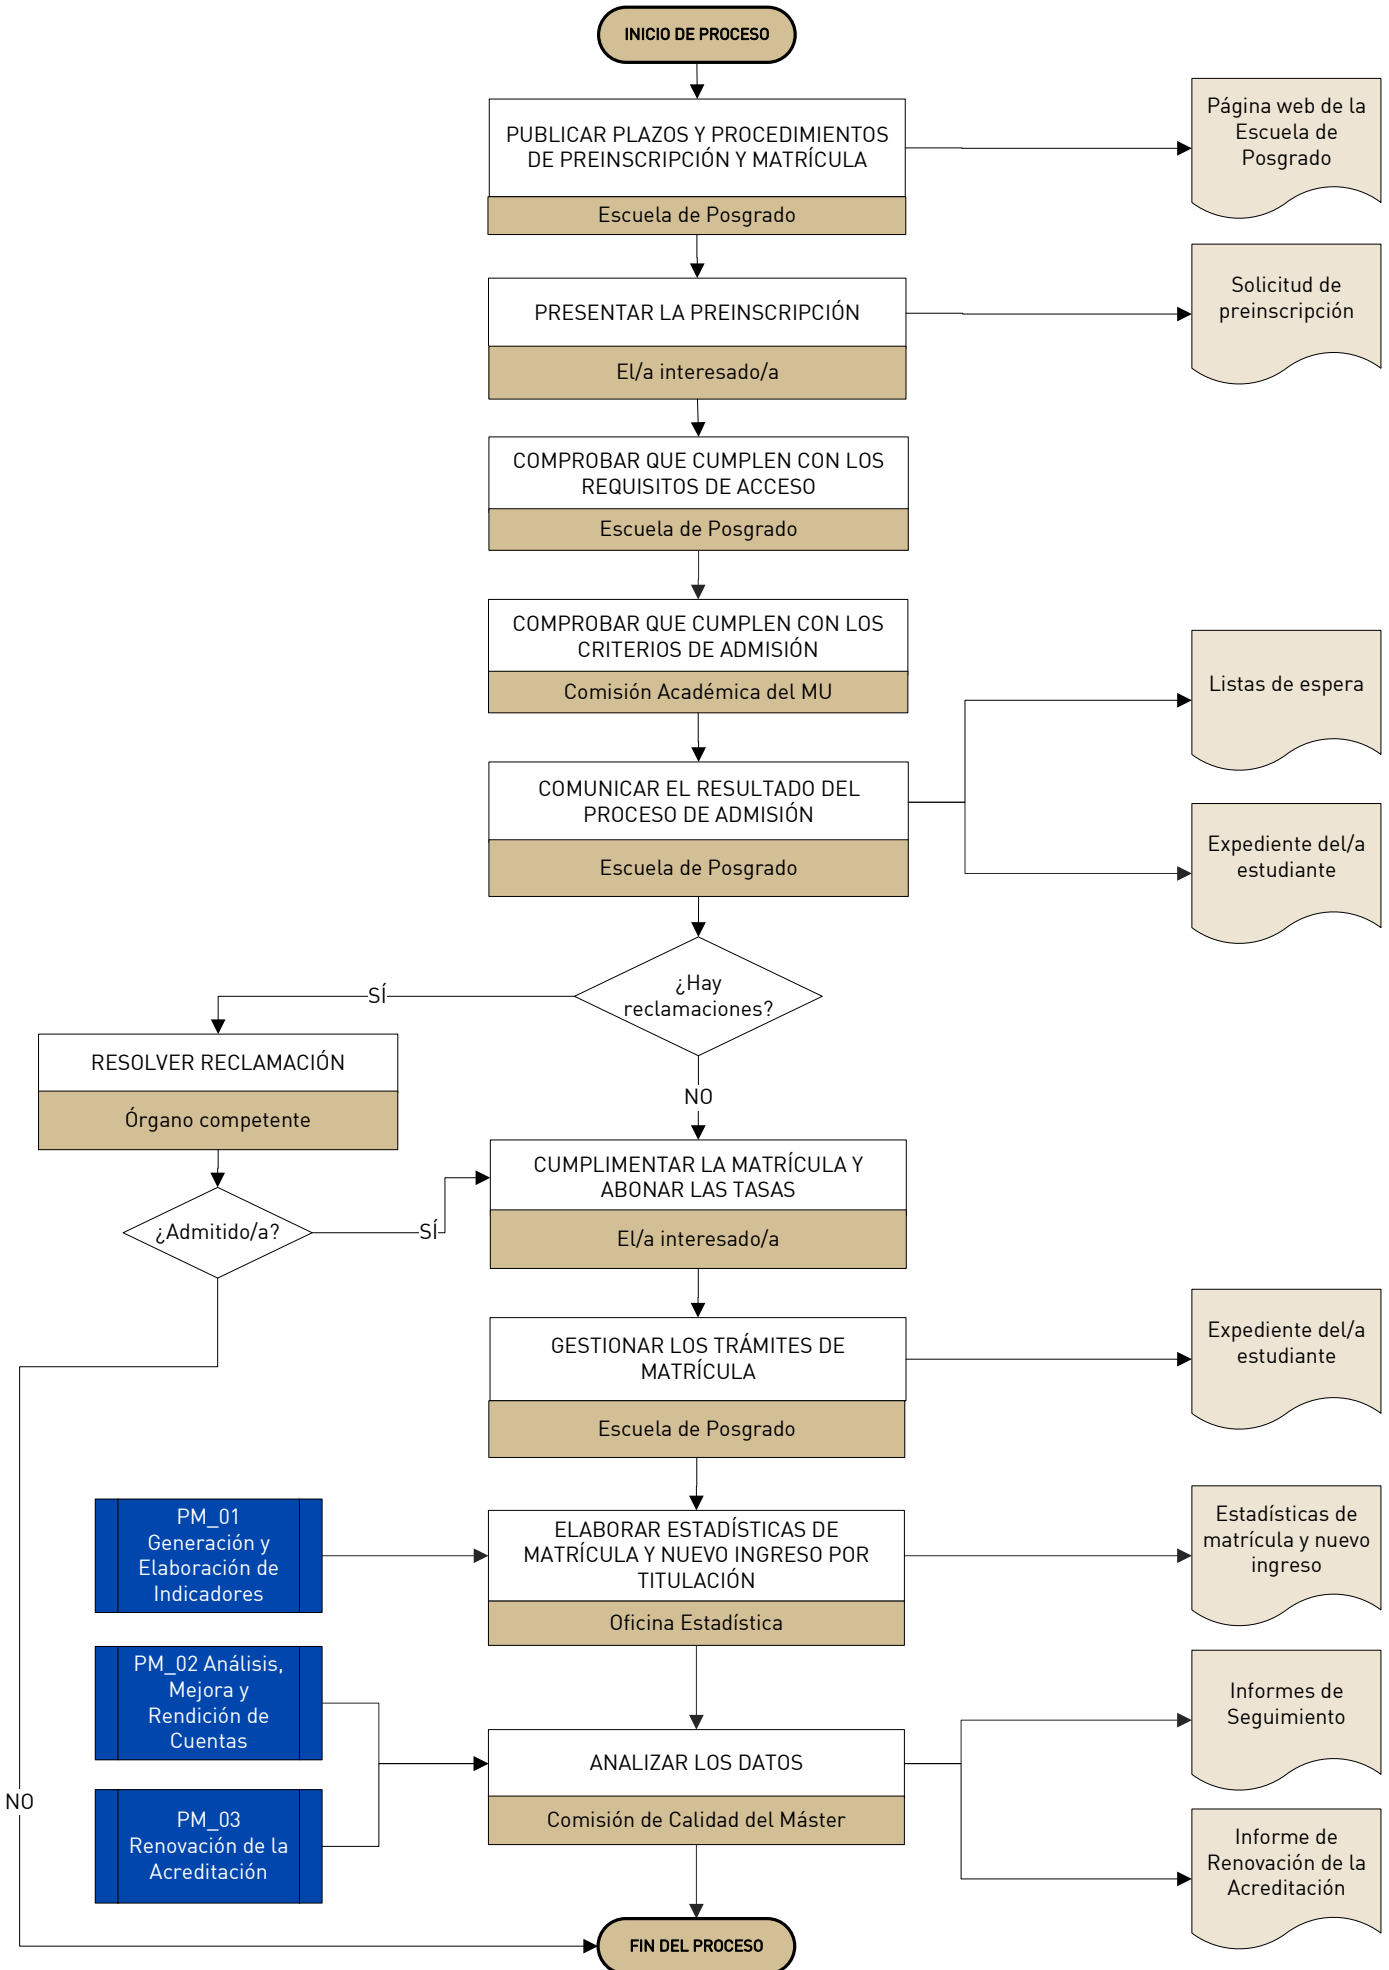 INICIO DE PROCESO
PUBLICAR PLAZOS Y PROCEDIMIENTOS
DE PREINSCRIPCIÓN Y MATRÍCULA
Escuela de Posgrado
Página web de la
Escuela de
Posgrado
PRESENTAR LA PREINSCRIPCIÓN
El/a interesado/a
Solicitud de
preinscripción
COMPROBAR QUE CUMPLEN CON LOS
REQUISITOS DE ACCESO
Escuela de Posgrado
COMPROBAR QUE CUMPLEN CON LOS
CRITERIOS DE ADMISIÓN
Comisión Académica del MU
Listas de espera
COMUNICAR EL RESULTADO DEL
PROCESO DE ADMISIÓN
Escuela de Posgrado
Expediente del/a
estudiante
¿Hay
reclamaciones?
SÍ
RESOLVER RECLAMACIÓN
Órgano competente
NO
¿Admitido/a?
SÍ
CUMPLIMENTAR LA MATRÍCULA Y
ABONAR LAS TASAS
El/a interesado/a
GESTIONAR LOS TRÁMITES DE
MATRÍCULA
Escuela de Posgrado
Expediente del/a
estudiante
PM_01
Generación y
Elaboración de
Indicadores
ELABORAR ESTADÍSTICAS DE
MATRÍCULA Y NUEVO INGRESO POR
TITULACIÓN
Oficina Estadística
Estadísticas de
matrícula y nuevo
ingreso
PM_02 Análisis,
Mejora y
Rendición de
Cuentas
ANALIZAR LOS DATOS
Comisión de Calidad del Máster
Informes de
Seguimiento
NO
PM_03
Renovación de la
Acreditación
Informe de
Renovación de la
Acreditación
FIN DEL PROCESO